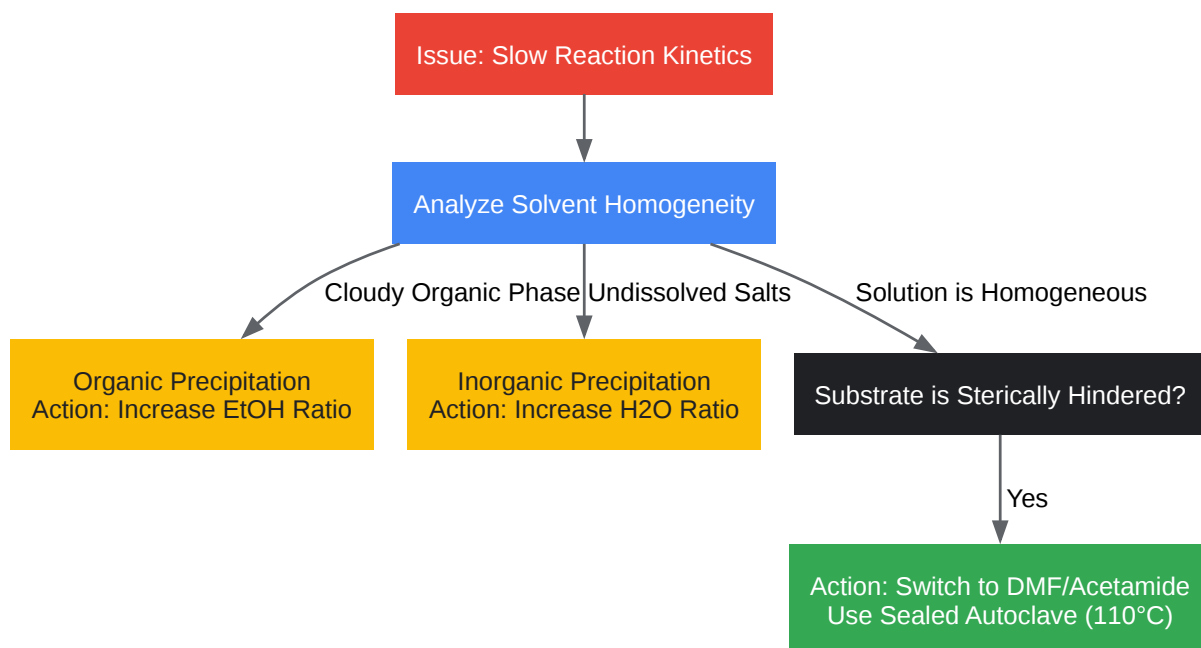 Issue: Slow Reaction Kinetics
Analyze Solvent Homogeneity
Cloudy Organic Phase
Undissolved Salts
Solution is Homogeneous
Organic Precipitation
Action: Increase EtOH Ratio
Inorganic Precipitation
Action: Increase H2O Ratio
Substrate is Sterically Hindered?
Yes
Action: Switch to DMF/Acetamide
Use Sealed Autoclave (110°C)